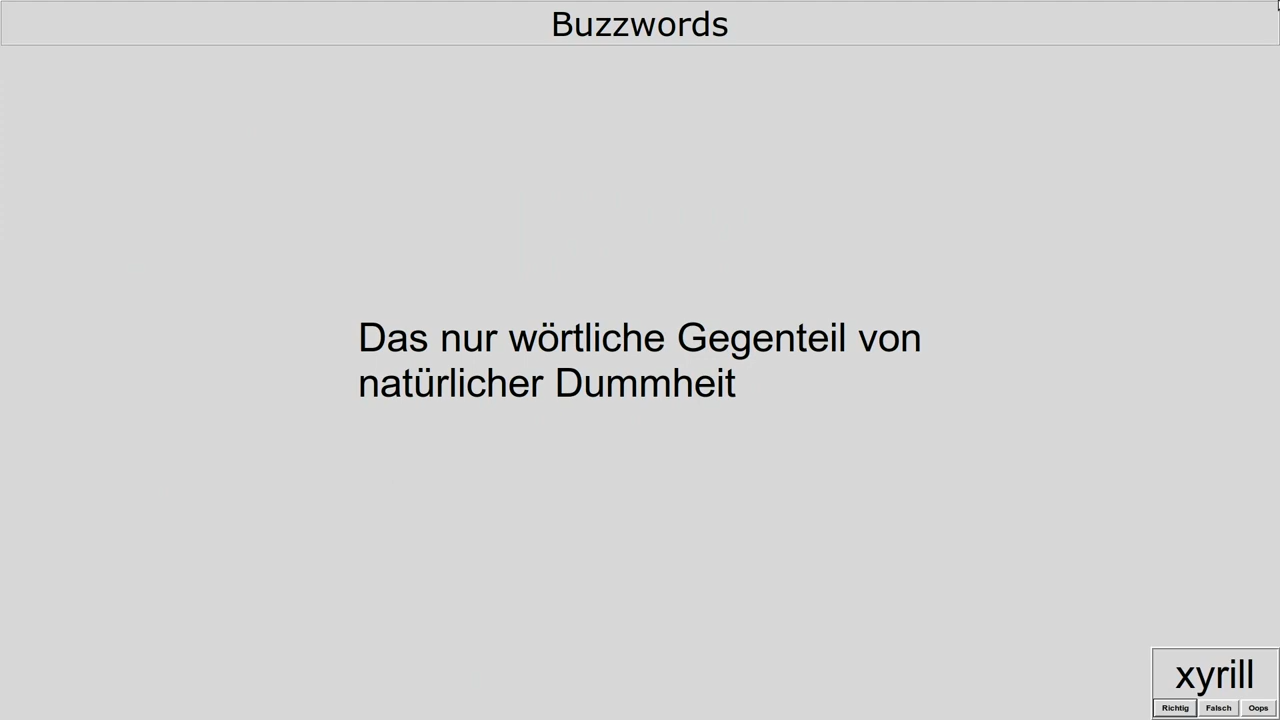 Buzzwords
Das nur wörtliche Gegenteil von
natürlicher Dummheit
xyrill
Richtig Falsch Oops